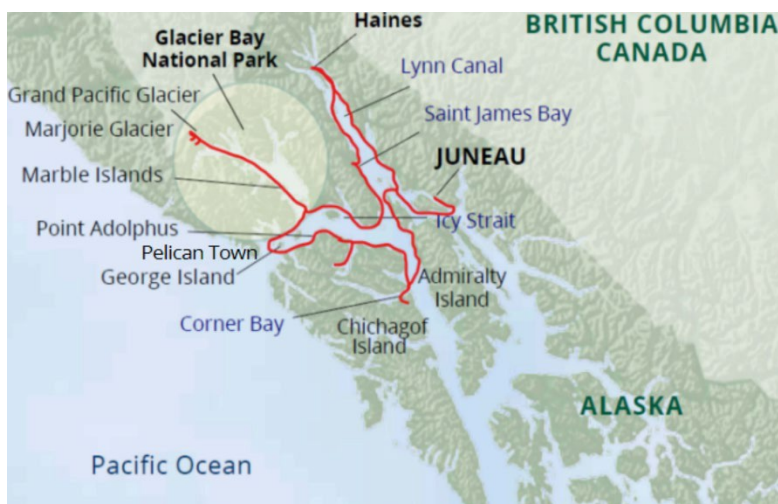 Haines
BRITISH COLUMBIA
CANADA
Glacier Bay
National Park
Lynn Canal
Grand Pacific Glacier
Saint James Bay
Marjorie Glacier
JUNEAU
Marble Islands
Icy Strait
Point Adolphus
Pelican Town
George Island
Admiralty
Island
Corner Bay
Chichagof
Island
ALASKA
Pacific Ocean